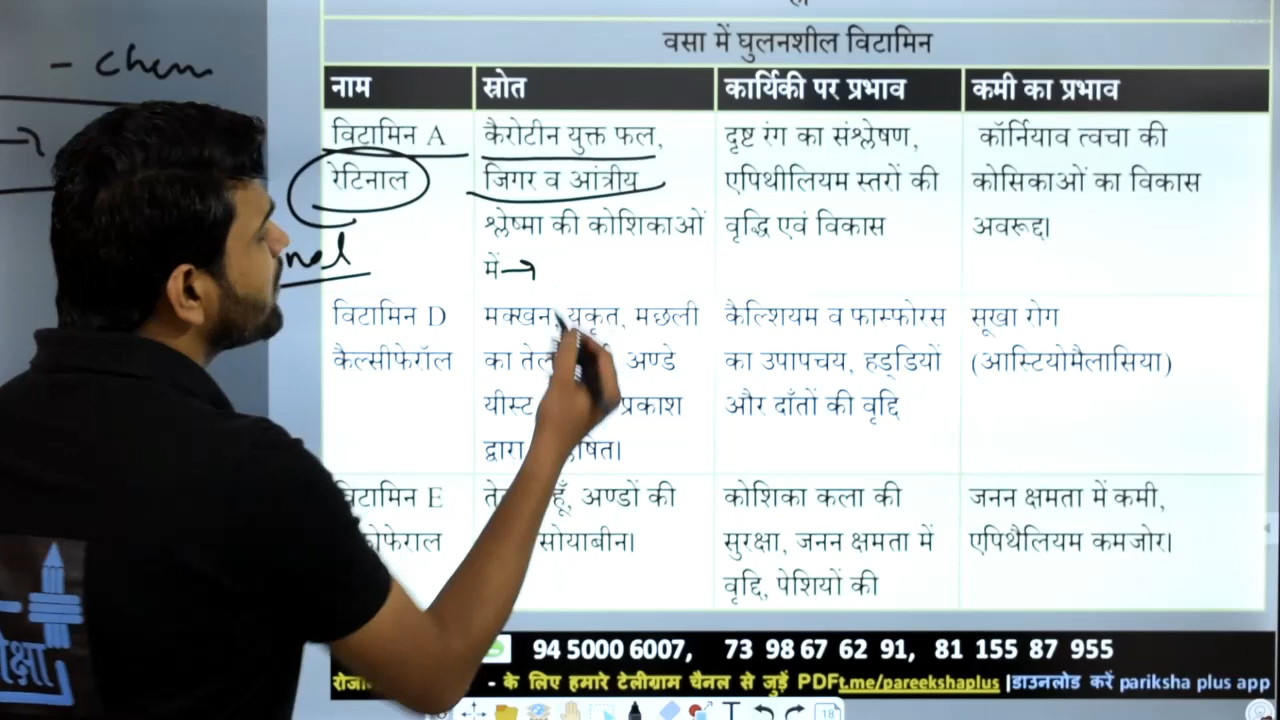 - chem
वसा में घुलनशील विटामिन
नाम स्रोत कार्यिकी पर प्रभाव कमी का प्रभाव
विटामिन A
रेटिनाल
nol
कैरोटीन युक्त फल,
जिगर व आंत्रीय
श्लेष्मा की कोशिकाओं
में→
दृष्ट रंग का संश्लेषण,
एपिथीलियम स्तरों की
वृद्धि एवं विकास
कॉर्नियाव त्वचा की
कोसिकाओं का विकास
अवरूद्द।
विटामिन D
कैल्सीफेरॉल
मक्खन, यकृत, मछली
का तेल अण्डे
यीस्ट प्रकाश
द्वारा
कैल्शियम व फास्फोरस
का उपापचय, हड्डियों
और दाँतों की वृद्दि
सूखा रोग
(आस्टियोमैलासिया)
विटामिन E
अण्डों की
सोयाबीन।
कोशिका कला की
सुरक्षा, जनन क्षमता में
वृद्दि, पेशियों की
जनन क्षमता में कमी,
एपिथैलियम कमजोर।
94 5000 6007, 73 98 67 62 91, 81 155 87 955
- के लिए हमारे टेलीग्राम चैनल से जुड़ें PDF t.me/pareekshaplus |डाउनलोड करें pariksha plus app
T 18